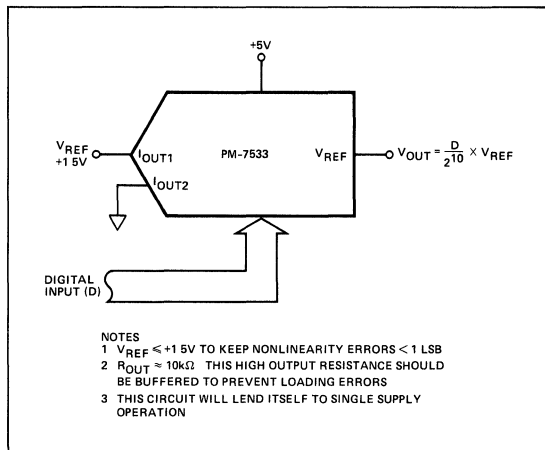 +5V
V_REF
+1 5V
I_OUT1
PM-7533
V_REF
V_OUT = D/2^10 × V_REF
I_OUT2
DIGITAL
INPUT (D)
NOTES
1 V_REF ≤ +1 5V TO KEEP NONLINEARITY ERRORS < 1 LSB
2 R_OUT ≈ 10kΩ THIS HIGH OUTPUT RESISTANCE SHOULD
BE BUFFERED TO PREVENT LOADING ERRORS
3 THIS CIRCUIT WILL LEND ITSELF TO SINGLE SUPPLY
OPERATION